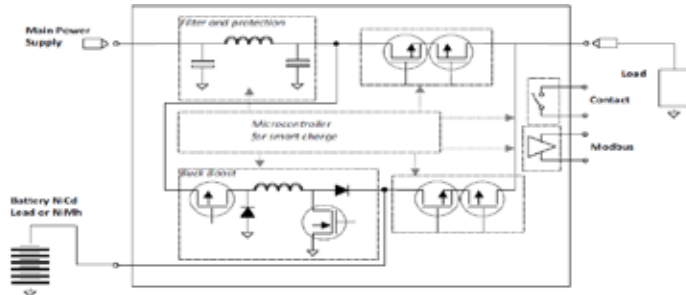 Filter and protection
Main Power
Supply
Load
Contact
Microcontroller
for smart charge
Modbus
Buck Boost
Battery NiCd
Lead or NiMh